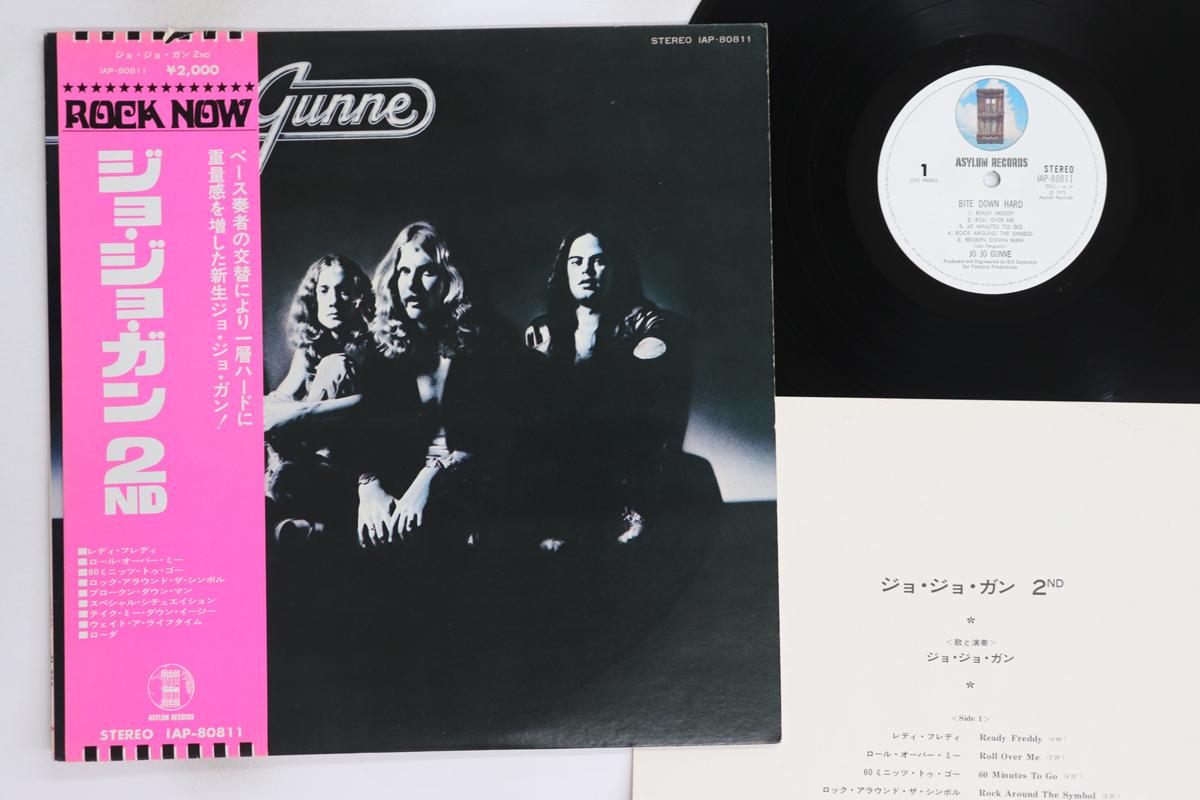 ジョ・ジョ・ガン 2ND
IAP-80811 ¥2,000
ROCK NOW
ジョ・ジョ・ガン 2ND
ベース奏者の交替により一層ハードに
重量感を増した新生ジョ・ジョ・ガン!
■レディ・フレディ
■ロール・オーバー・ミー
■60ミニッツ・トゥ・ゴー
■ロック・アラウンド・ザ・シンボル
■ブロークン・ダウン・マン
■スペシャル・シチュエイション
■テイク・ミー・ダウン・イージー
■ウェイト・ア・ライフタイム
■ローダ
ASYLUM RECORDS
STEREO IAP-80811
Gunne
STEREO IAP-80811
ASYLUM RECORDS
1
STEREO
IAP-80811
Asylum Records
BITE DOWN HARD
1. READY FREDDY
2. ROLL OVER ME
3. 60 MINUTES TO GO
4. ROCK AROUND THE SYMBOL
5. BROKEN DOWN MAN
(Jay Ferguson)
JO JO GUNNE
Produced and Engineered by Bill Szymczyk
for Pandora Productions
ジョ・ジョ・ガン 2ND
*
<歌と演奏>
ジョ・ジョ・ガン
*
<Side 1>
レディ・フレディ Ready Freddy
ロール・オーバー・ミー Roll Over Me
60ミニッツ・トゥ・ゴー 60 Minutes To Go
ロック・アラウンド・ザ・シンボル Rock Around The Symbol